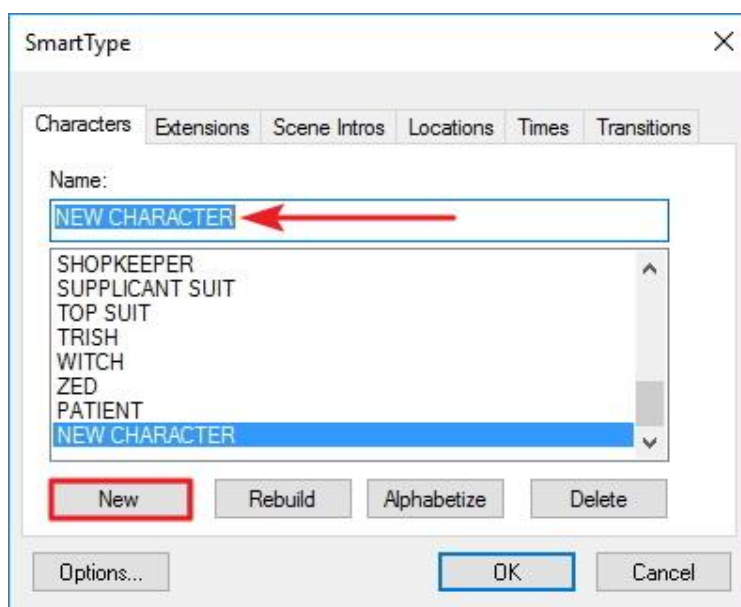 SmartType
Characters Extensions Scene Intros Locations Times Transitions
Name:
NEW CHARACTER
SHOPKEEPER
SUPPLICANT SUIT
TOP SUIT
TRISH
WITCH
ZED
PATIENT
NEW CHARACTER
New Rebuild Alphabetize Delete
Options... OK Cancel